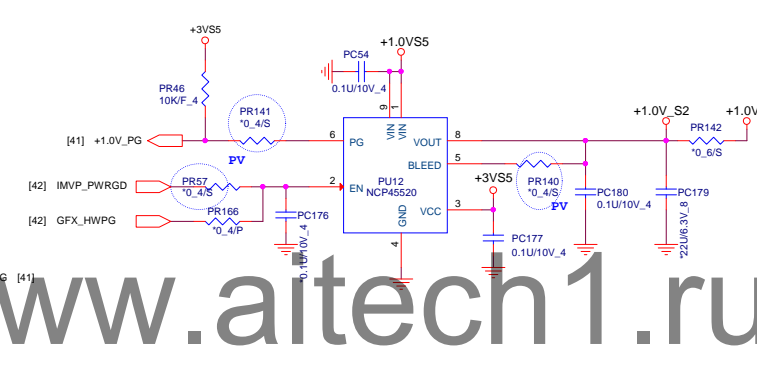 +3VS5
+1.0VS5
PC54
0.1U/10V_4
PR46
10K/F_4
PR141
*0_4/S
PV
[41] +1.0V_PG
6
PG
9
1
VIN
VIN
VOUT
8
BLEED
5
PU12
NCP45520
2
EN
GND
VCC
3
4
+1.0V_S2
+1.0V
PR142
*0_6/S
PR140
*0_4/S
PV
+3VS5
PC180
0.1U/10V_4
PC179
*22U/6.3V_8
PC177
0.1U/10V_4
[42] IMVP_PWRGD
PR57
*0_4/S
[42] GFX_HWPG
PR166
*0_4/P
PC176
*0.1U/10V_4
G [41]
ww.aitech1.ru